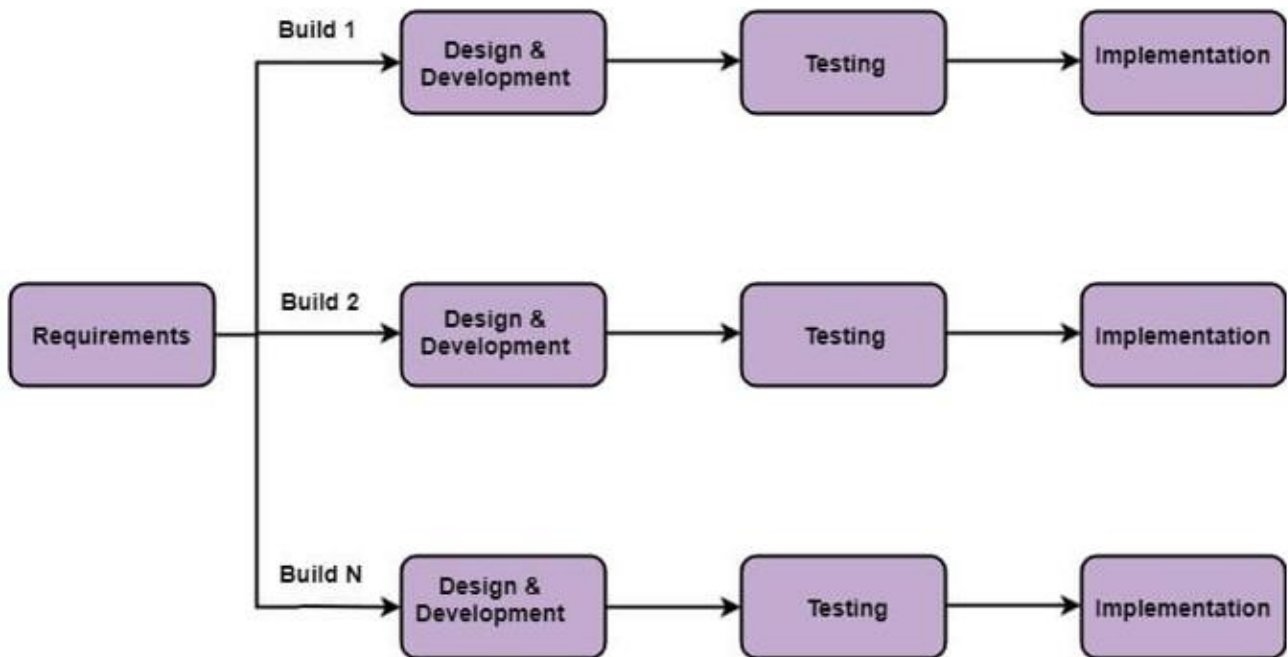 Build 1
Design &
Development
Testing
Implementation
Requirements
Build 2
Design &
Development
Testing
Implementation
Build N
Design &
Development
Testing
Implementation